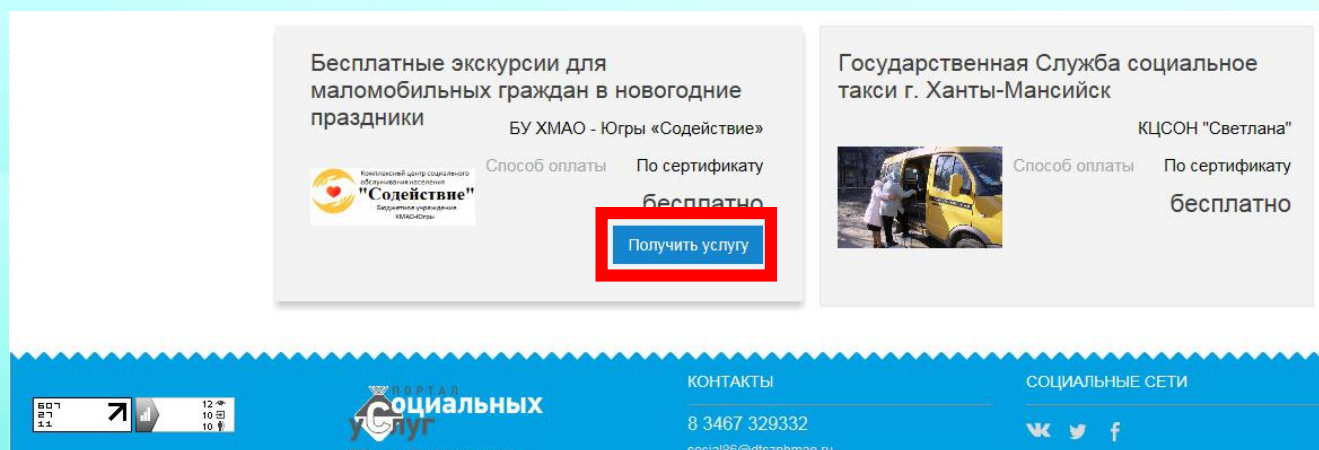 Бесплатные экскурсии для
маломобильных граждан в новогодние
праздники
БУ ХМАО - Югры «Содействие»
Комплексный центр социального
обслуживания населения
"Содействие"
Бюджетное учреждение
ХМАО-Югры
Способ оплаты По сертификату
бесплатно
Получить услугу
Государственная Служба социальное
такси г. Ханты-Мансийск
КЦСОН "Светлана"
Способ оплаты По сертификату
бесплатно
607
27
11
12
10
10
ПОРТАЛ
Социальных
услуг
КОНТАКТЫ
8 3467 329332
СОЦИАЛЬНЫЕ СЕТИ